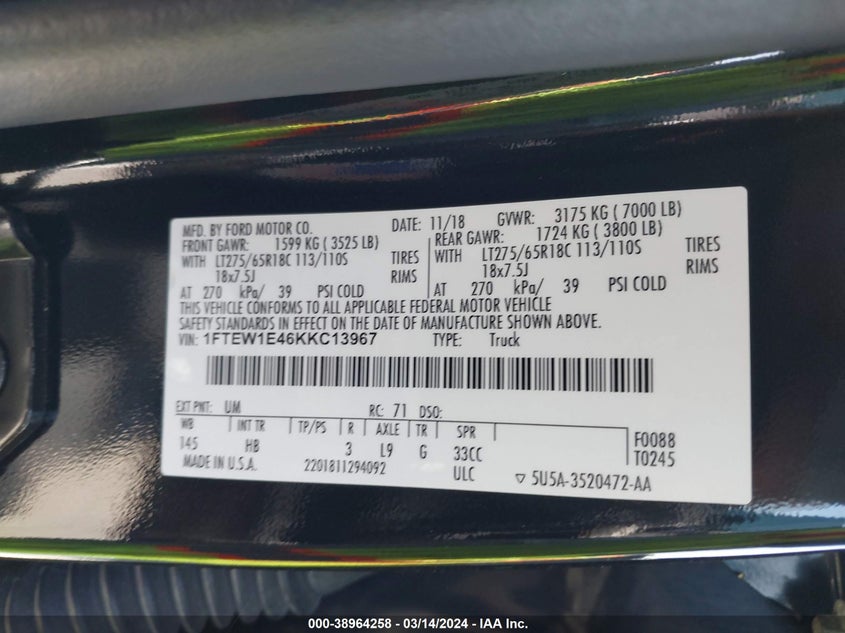 MFD. BY FORD MOTOR CO. DATE: 11/18 GVWR: 3175 KG ( 7000 LB)
FRONT GAWR: 1599 KG ( 3525 LB) REAR GAWR: 1724 KG ( 3800 LB)
WITH LT275/65R18C 113/110S TIRES WITH LT275/65R18C 113/110S TIRES
18x7.5J RIMS 18x7.5J RIMS
AT 270 kPa/ 39 PSI COLD AT 270 kPa/ 39 PSI COLD
THIS VEHICLE CONFORMS TO ALL APPLICABLE FEDERAL MOTOR VEHICLE
SAFETY STANDARDS IN EFFECT ON THE DATE OF MANUFACTURE SHOWN ABOVE.
VIN: 1FTEW1E46KKC13967 TYPE: Truck
EXT PNT: UM RC: 71 DSO:
WB INT TR TP/PS R AXLE TR SPR
145 HB 3 L9 G 33CC F0088
MADE IN U.S.A. 2201811294092 ULC T0245
▽ 5U5A-3520472-AA
000-38964258 - 03/14/2024 - IAA Inc.